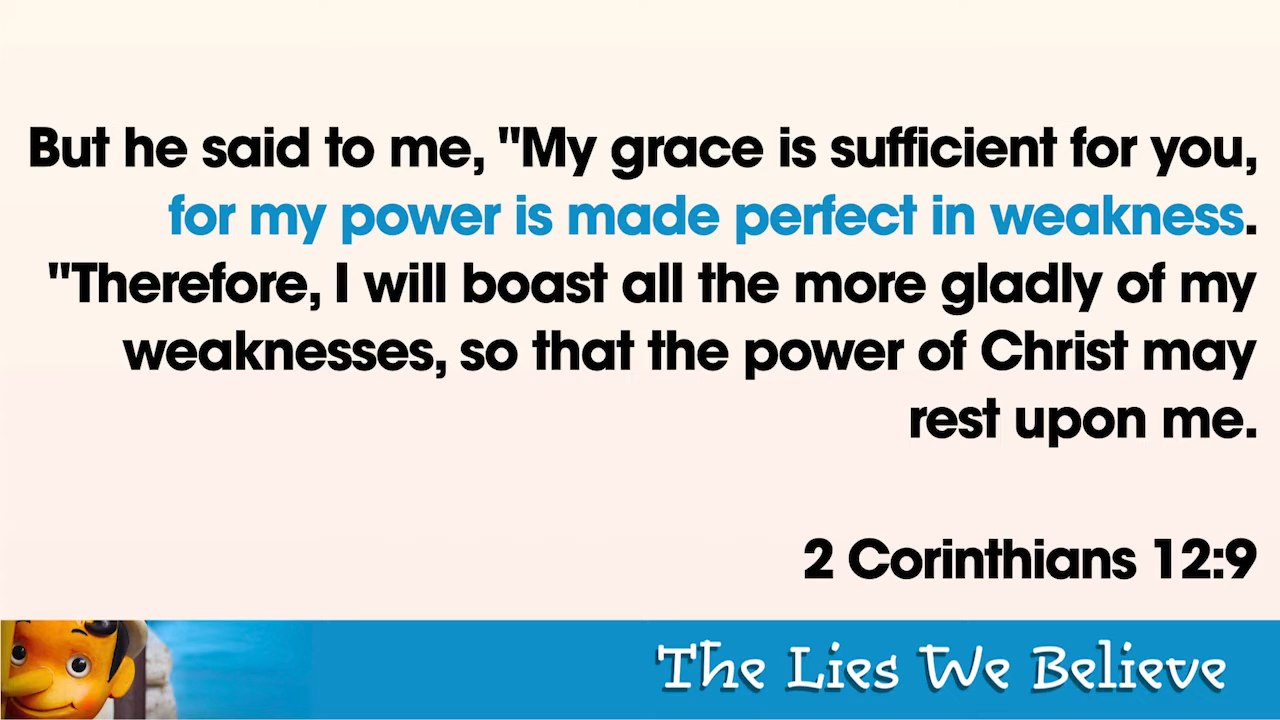 But he said to me, "My grace is sufficient for you,
for my power is made perfect in weakness.
"Therefore, I will boast all the more gladly of my
weaknesses, so that the power of Christ may
rest upon me.
2 Corinthians 12:9
The Lies We Believe